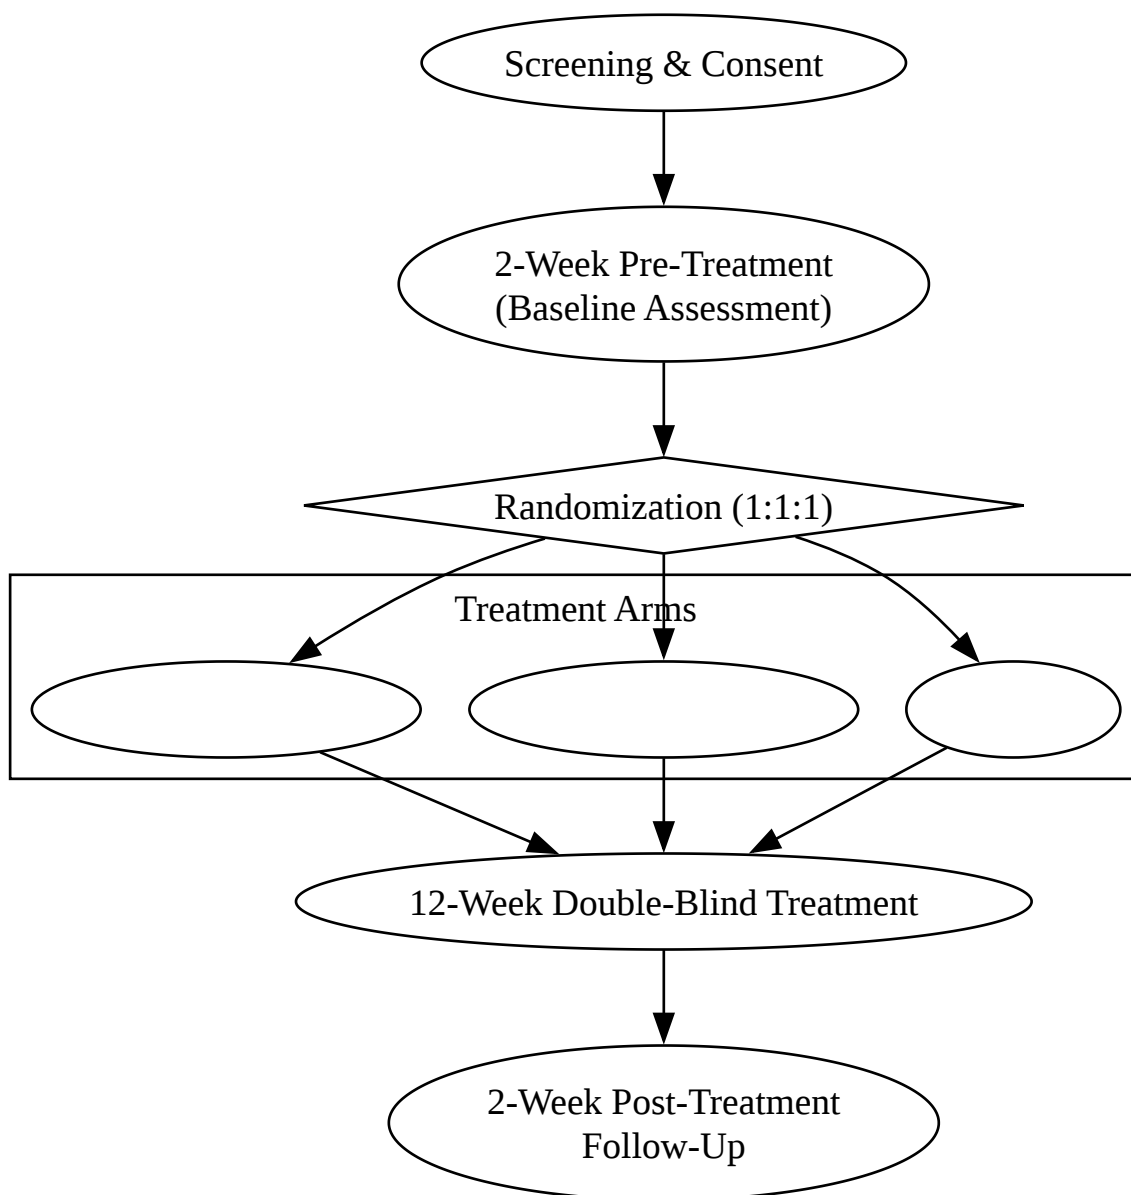 Screening & Consent
2-Week Pre-Treatment
(Baseline Assessment)
Randomization (1:1:1)
Treatment Arms
12-Week Double-Blind Treatment
2-Week Post-Treatment
Follow-Up